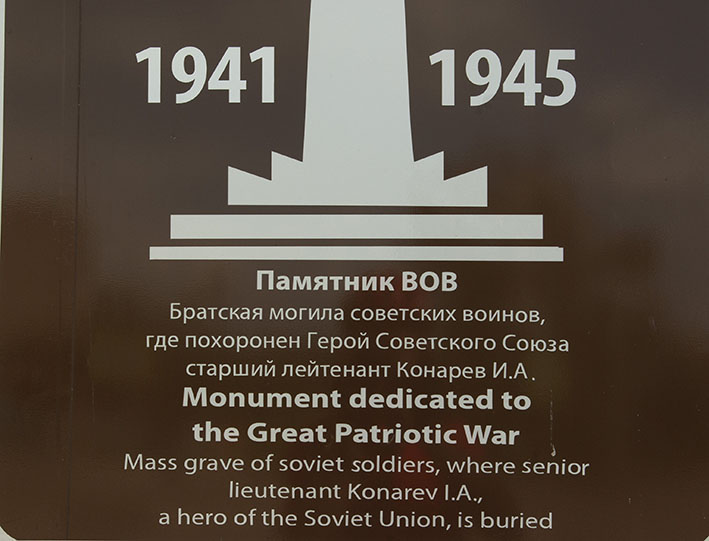 1941 1945
Памятник ВОВ
Братская могила советских воинов,
где похоронен Герой Советского Союза
старший лейтенант Конарев И.А.
Monument dedicated to
the Great Patriotic War
Mass grave of soviet soldiers, where senior
lieutenant Konarev I.A.,
a hero of the Soviet Union, is buried